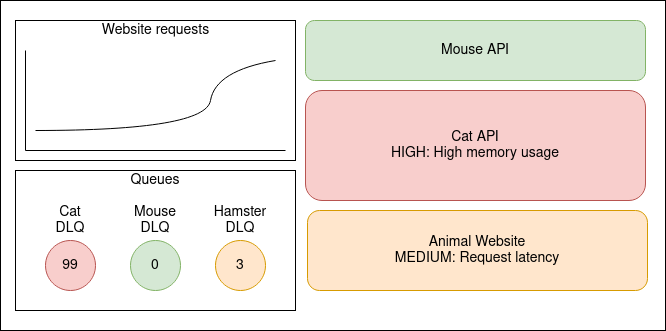 Website requests
Queues
Cat
DLQ
Mouse
DLQ
Hamster
DLQ
99
0
3
Mouse API
Cat API
HIGH: High memory usage
Animal Website
MEDIUM: Request latency